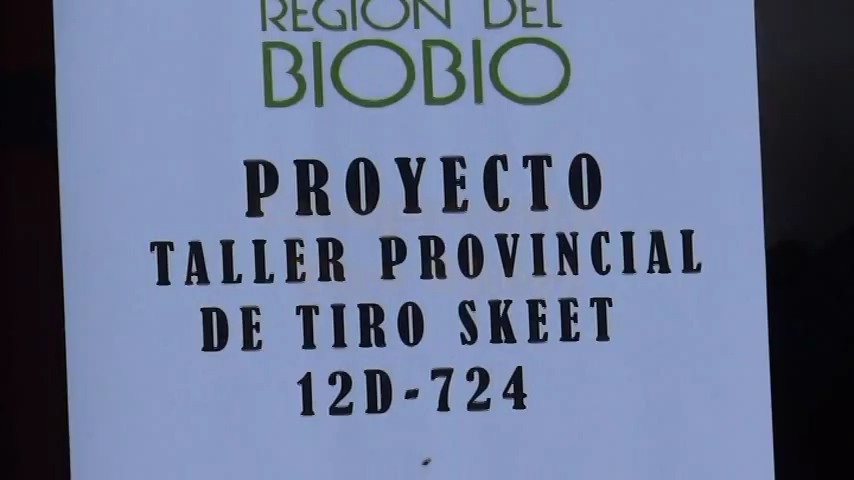 REGION DEL
BIOBIO
PROYECTO
TALLER PROVINCIAL
DE TIRO SKEET
12D-724